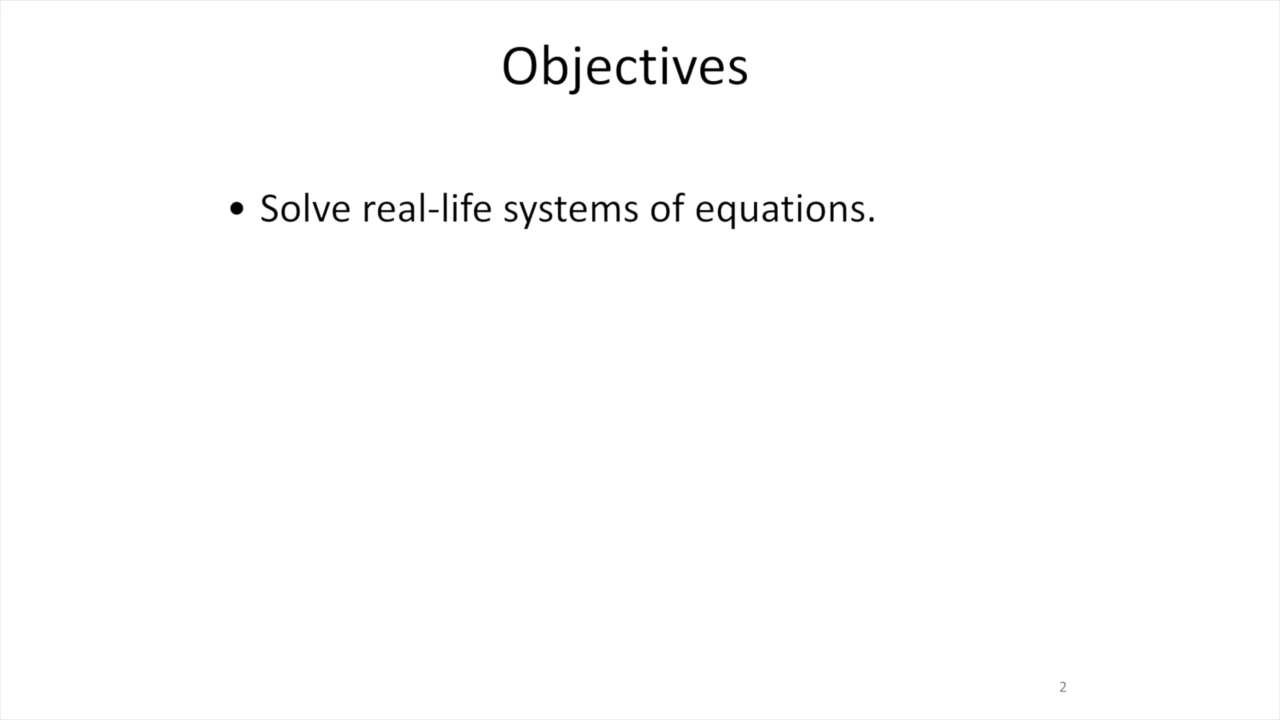 Objectives
• Solve real-life systems of equations.
2